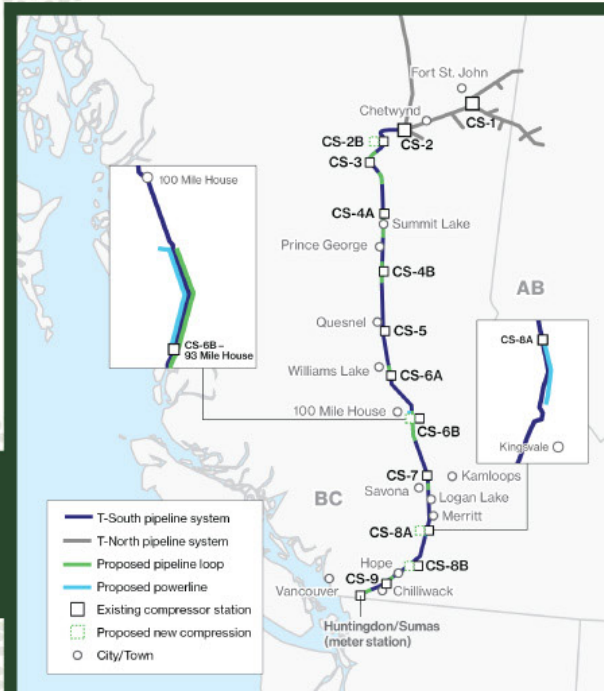 Fort St. John
Chetwynd
CS-1
CS-2B
CS-2
CS-3
100 Mile House
CS-4A
Summit Lake
Prince George
CS-4B
AB
Quesnel
CS-5
CS-8A
CS-6B –
93 Mile House
Williams Lake
CS-6A
100 Mile House
CS-6B
Kingsvale
CS-7
Kamloops
Savona
Logan Lake
BC
Merritt
CS-8A
T-South pipeline system
T-North pipeline system
Proposed pipeline loop
Proposed powerline
Existing compressor station
Proposed new compression
City/Town
Hope
CS-8B
CS-9
Vancouver
Chilliwack
Huntingdon/Sumas
(meter station)